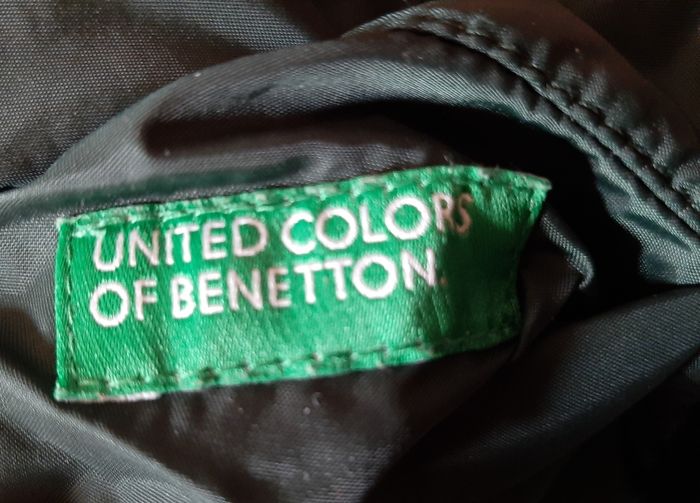 UNITED COLORS
OF BENETTON.